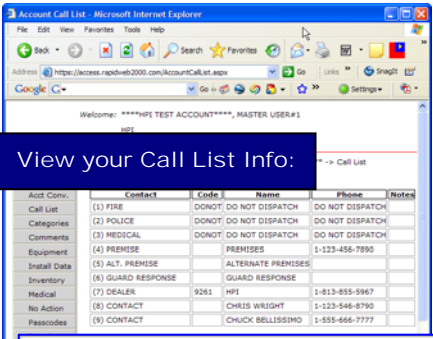 Account Call List - Microsoft Internet Explorer
File Edit View Favorites Tools Help
Back Search Favorites
Address https://access.rapidweb2000.com/AccountCallList.aspx Go Links SnagIt
Google G Go Settings
Welcome: ****HPI TEST ACCOUNT****, MASTER USER#1
HPI
View your Call List Info:
** -> Call List
Acct Conv.
Call List
Categories
Comments
Equipment
Install Data
Inventory
Medical
No Action
Passcodes
Contact Code Name Phone Notes
(1) FIRE DONOT DO NOT DISPATCH DO NOT DISPATCH
(2) POLICE DONOT DO NOT DISPATCH DO NOT DISPATCH
(3) MEDICAL DONOT DO NOT DISPATCH DO NOT DISPATCH
(4) PREMISE PREMISES 1-123-456-7890
(5) ALT. PREMISE ALTERNATE PREMISES
(6) GUARD RESPONSE GUARD RESPONSE
(7) DEALER 9261 HPI 1-813-855-5967
(8) CONTACT CHRIS WRIGHT 1-123-546-8790
(9) CONTACT CHUCK BELLISSIMO 1-555-666-7777